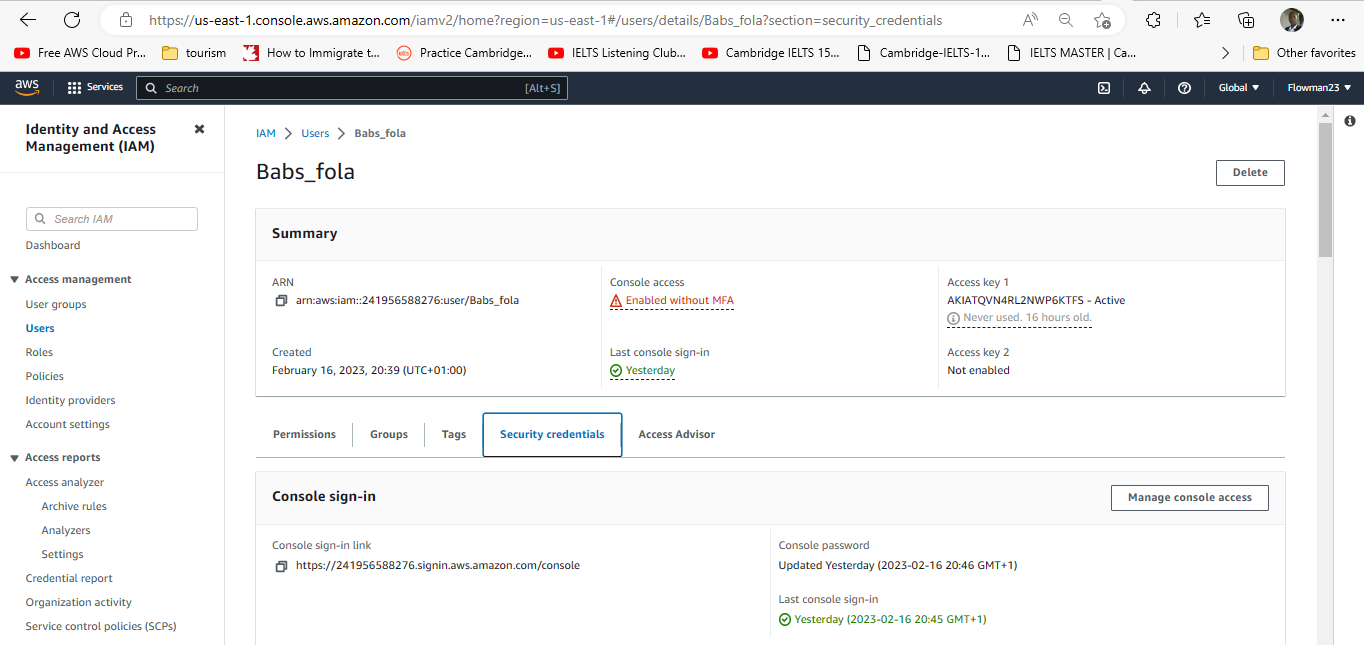 https://us-east-1.console.aws.amazon.com/iamv2/home?region=us-east-1#/users/details/Babs_fola?section=security_credentials
Free AWS Cloud Pr... tourism How to Immigrate t... Practice Cambridge... IELTS Listening Club... Cambridge IELTS 15... Cambridge-IELTS-1... IELTS MASTER | Ca... Other favorites
aws Services Search [Alt+S] Global Flowman23
Identity and Access
Management (IAM)
Search IAM
Dashboard
Access management
User groups
Users
Roles
Policies
Identity providers
Account settings
Access reports
Access analyzer
Archive rules
Analyzers
Settings
Credential report
Organization activity
Service control policies (SCPs)
IAM Users Babs_fola
Babs_fola
Delete
Summary
ARN
arn:aws:iam::241956588276:user/Babs_fola
Created
February 16, 2023, 20:39 (UTC+01:00)
Console access
Enabled without MFA
Last console sign-in
Yesterday
Access key 1
AKIATQVN4RL2NWP6KTFS - Active
Never used. 16 hours old.
Access key 2
Not enabled
Permissions Groups Tags Security credentials Access Advisor
Console sign-in
Manage console access
Console sign-in link
https://241956588276.signin.aws.amazon.com/console
Console password
Updated Yesterday (2023-02-16 20:46 GMT+1)
Last console sign-in
Yesterday (2023-02-16 20:45 GMT+1)